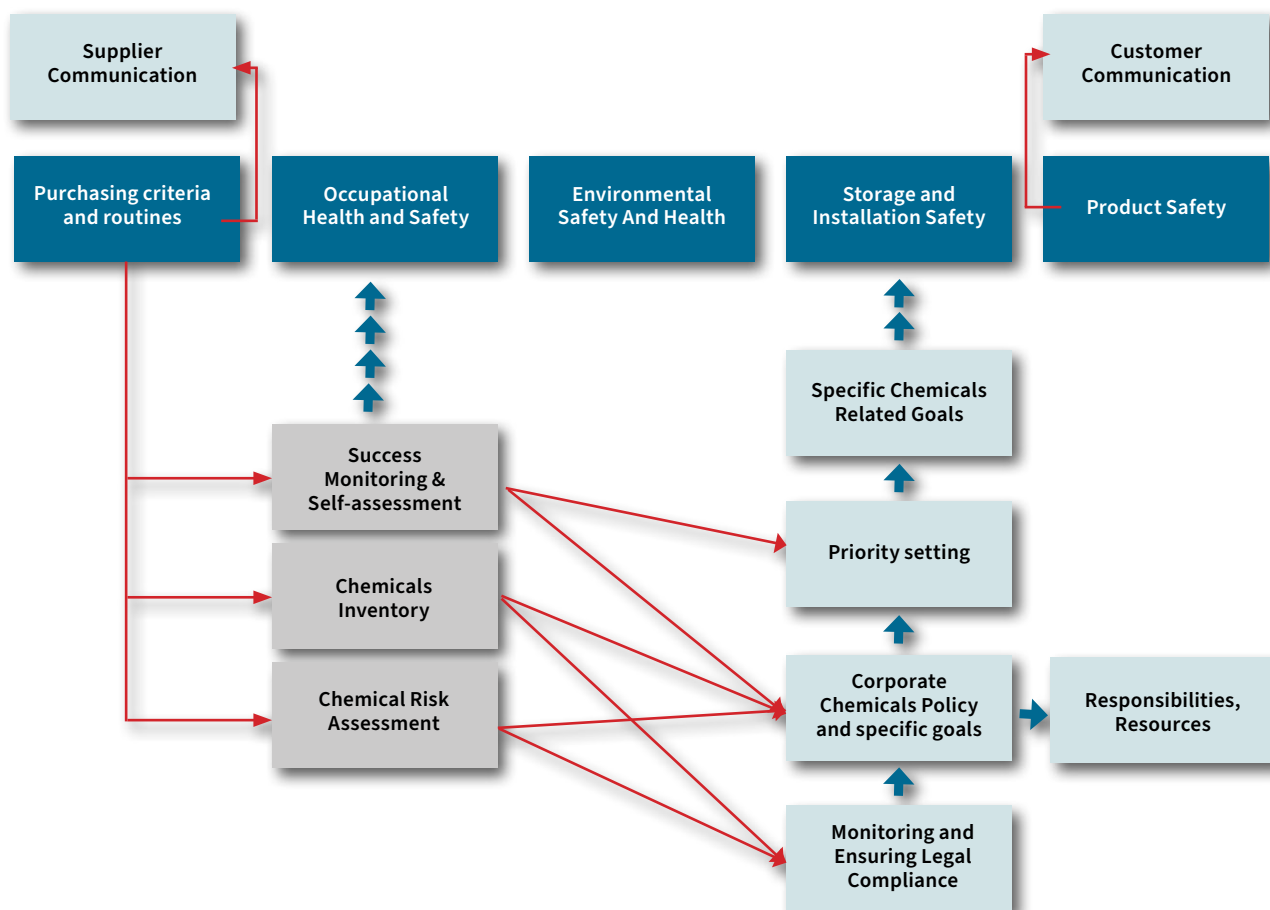 Supplier
Communication
Customer
Communication
Purchasing criteria
and routines
Occupational
Health and Safety
Environmental
Safety And Health
Storage and
Installation Safety
Product Safety
Specific Chemicals
Related Goals
Success
Monitoring &
Self-assessment
Priority setting
Chemicals
Inventory
Chemical Risk
Assessment
Corporate
Chemicals Policy
and specific goals
Responsibilities,
Resources
Monitoring and
Ensuring Legal
Compliance